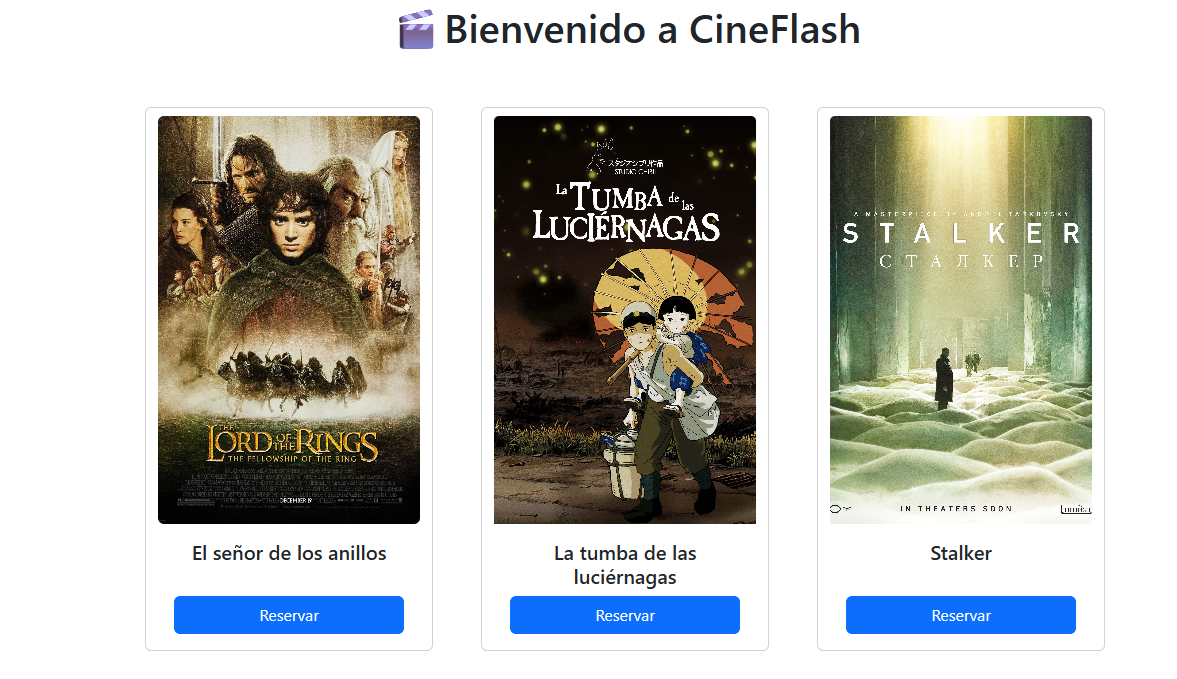 Bienvenido a CineFlash
THE
LORD OF THE RINGS
THE FELLOWSHIP OF THE RING
DECEMBER 19
スタジオジブリ作品
STUDIO GHIBLI
La TUMBA de las
LUCIÉRNAGAS
A MASTERPIECE BY ANDREI TARKOVSKY
STALKER
СТАЛКЕР
IN THEATERS SOON
El señor de los anillos
La tumba de las
luciérnagas
Stalker
Reservar
Reservar
Reservar